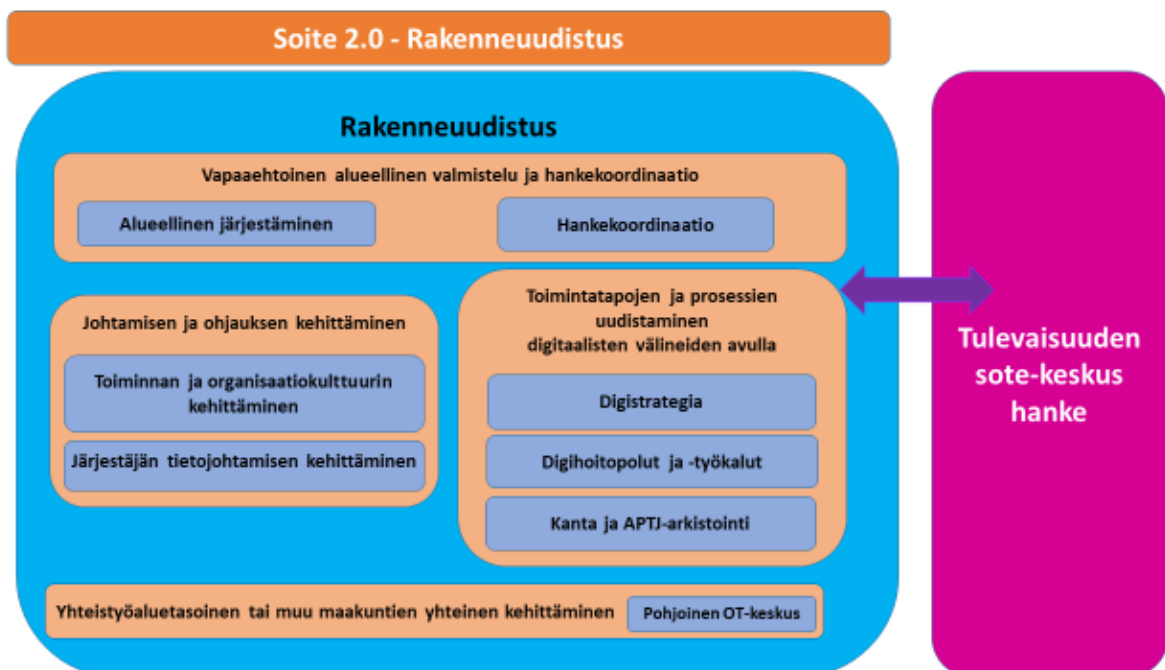 Soite 2.0 - Rakenneuudistus
Rakenneuudistus
Vapaaehtoinen alueellinen valmistelu ja hankekoordinaatio
Alueellinen järjestäminen
Hankekoordinaatio
Johtamisen ja ohjauksen kehittäminen
Toiminnan ja organisaatiokulttuurin
kehittäminen
Järjestäjän tietojohtamisen kehittäminen
Toimintatapojen ja prosessien
uudistaminen
digitaalisten välineiden avulla
Digistrategia
Digihoitopolut ja -työkalut
Kanta ja APTJ-arkistointi
Yhteistyöaluetasoinen tai muu maakuntien yhteinen kehittäminen
Pohjoinen OT-keskus
Tulevaisuuden
sote-keskus
hanke